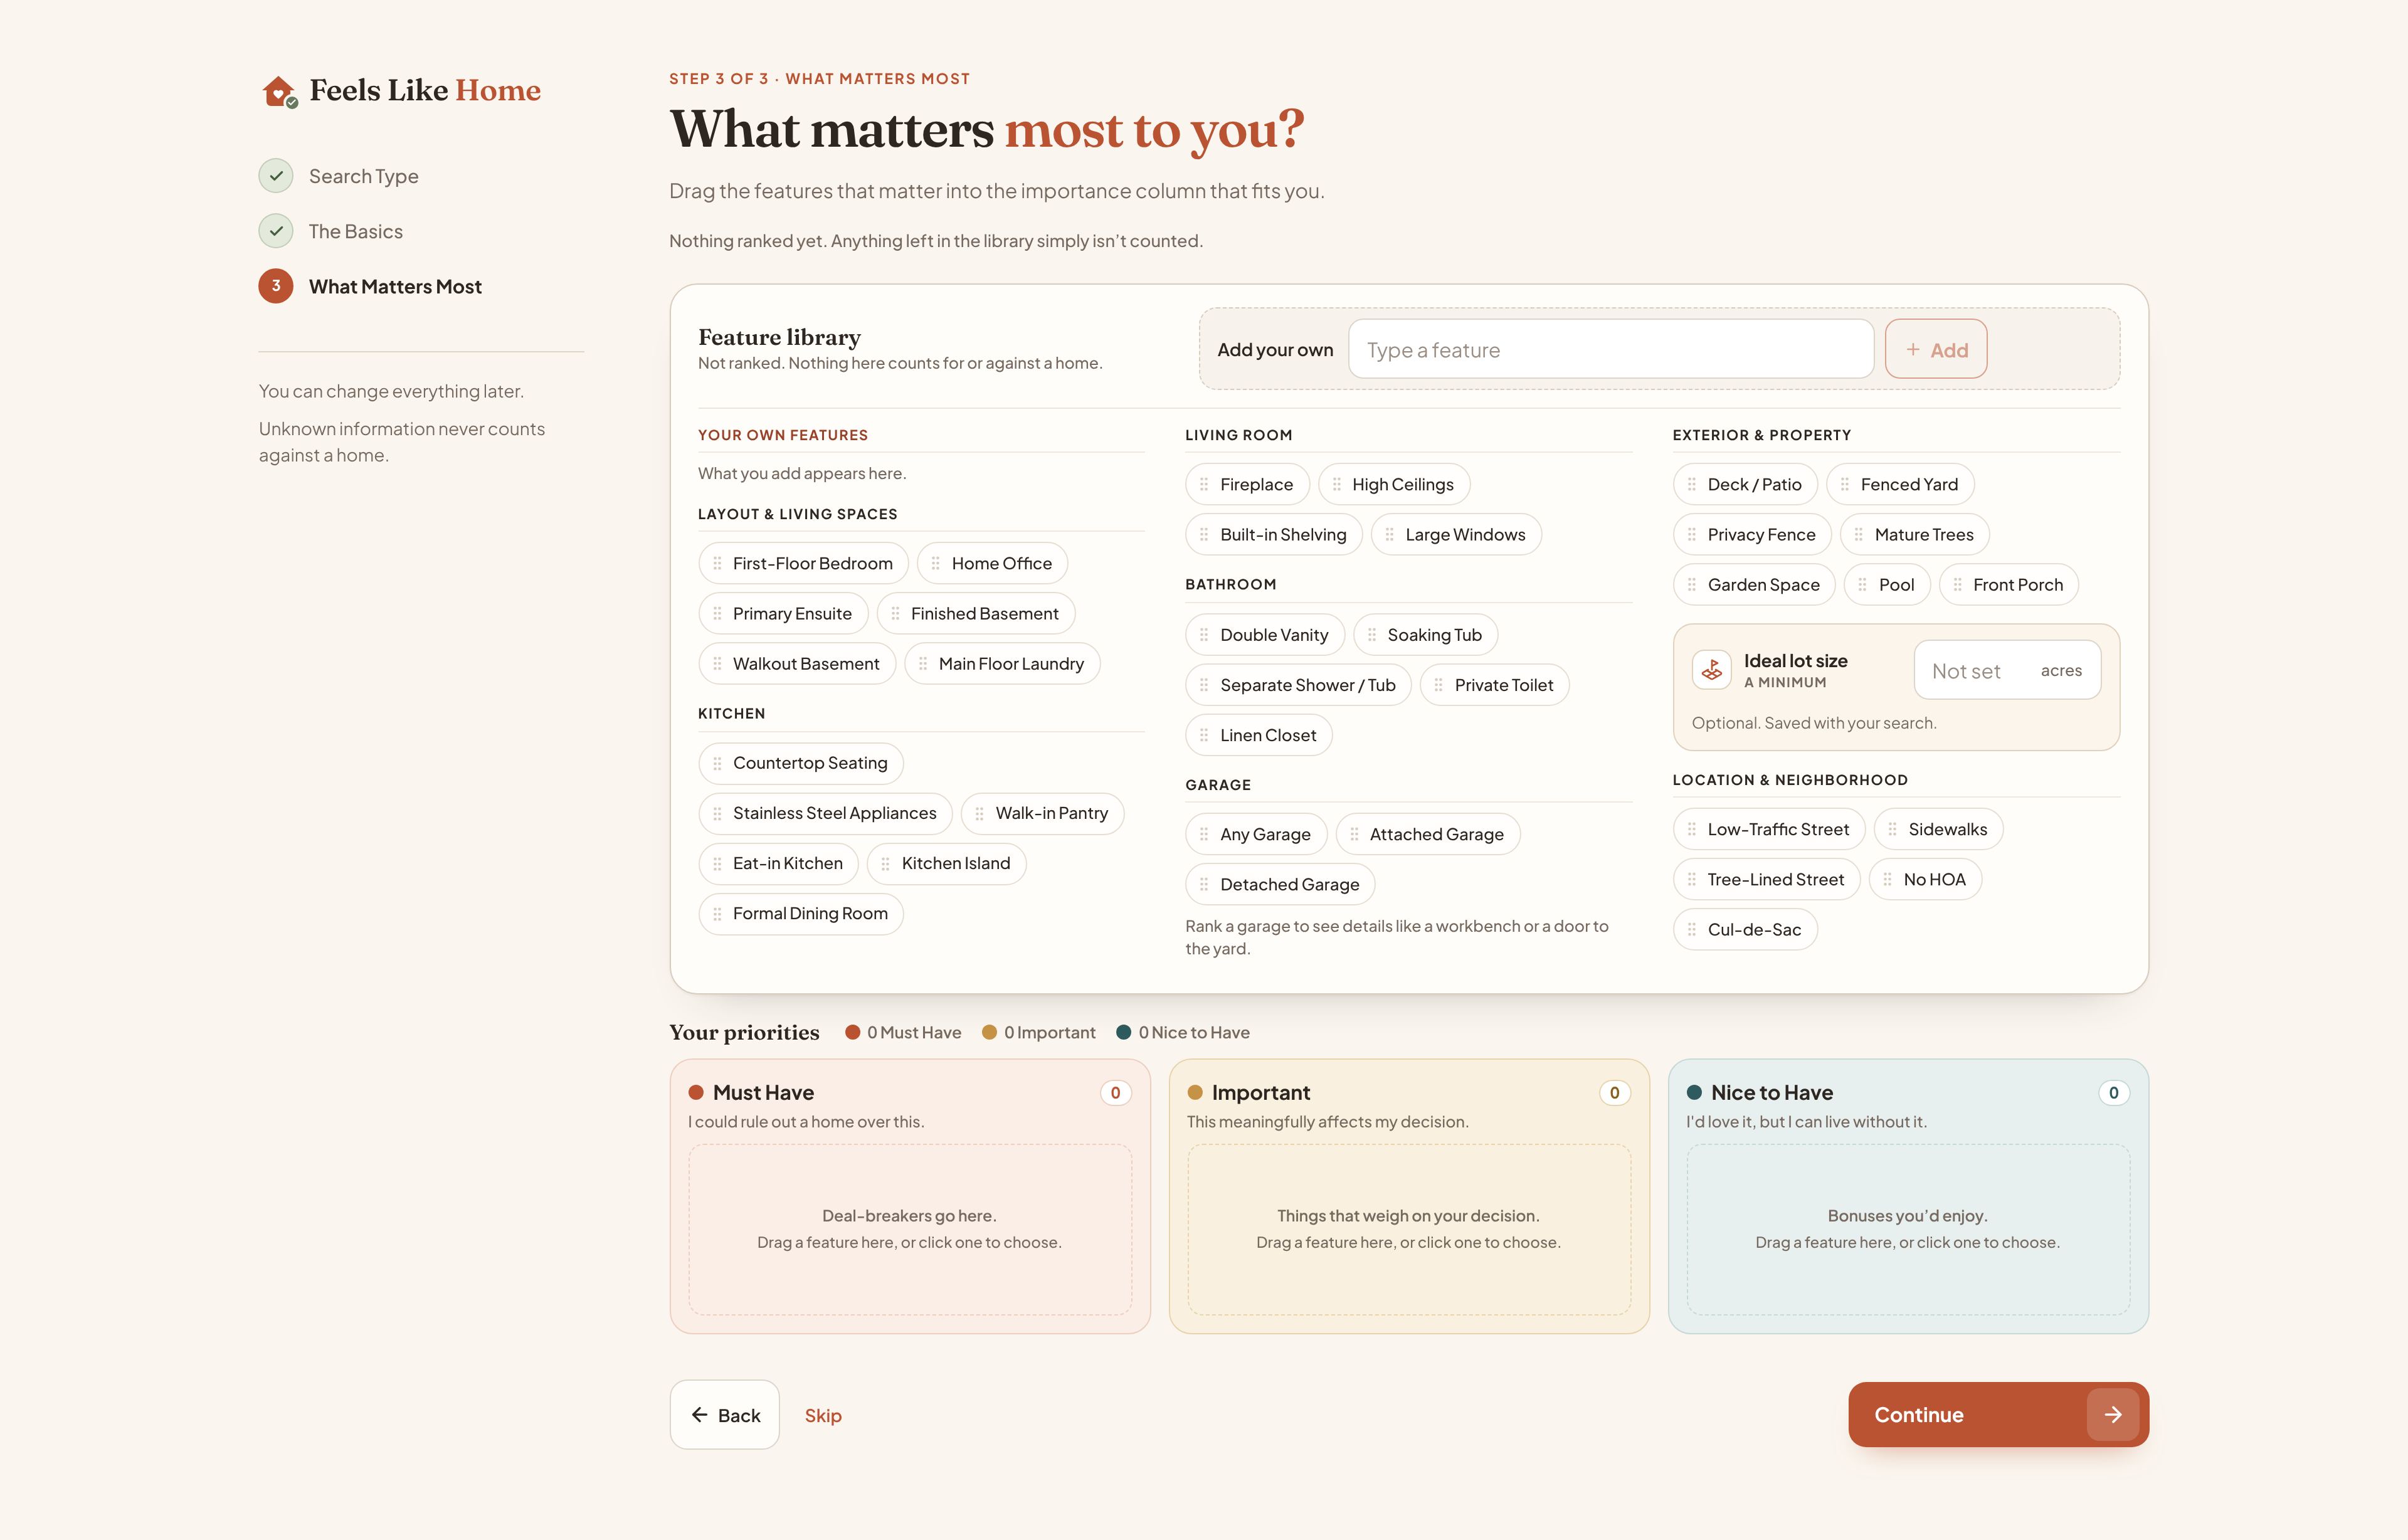 Feels Like Home
Search Type
The Basics
3
What Matters Most
You can change everything later.
Unknown information never counts
against a home.
STEP 3 OF 3 · WHAT MATTERS MOST
What matters most to you?
Drag the features that matter into the importance column that fits you.
Nothing ranked yet. Anything left in the library simply isn’t counted.
Feature library
Not ranked. Nothing here counts for or against a home.
Add your own
Type a feature
+ Add
YOUR OWN FEATURES
What you add appears here.
LAYOUT & LIVING SPACES
First-Floor Bedroom
Home Office
Primary Ensuite
Finished Basement
Walkout Basement
Main Floor Laundry
KITCHEN
Countertop Seating
Stainless Steel Appliances
Walk-in Pantry
Eat-in Kitchen
Kitchen Island
Formal Dining Room
LIVING ROOM
Fireplace
High Ceilings
Built-in Shelving
Large Windows
BATHROOM
Double Vanity
Soaking Tub
Separate Shower / Tub
Private Toilet
Linen Closet
GARAGE
Any Garage
Attached Garage
Detached Garage
Rank a garage to see details like a workbench or a door to
the yard.
EXTERIOR & PROPERTY
Deck / Patio
Fenced Yard
Privacy Fence
Mature Trees
Garden Space
Pool
Front Porch
Ideal lot size
A MINIMUM
Not set
acres
Optional. Saved with your search.
LOCATION & NEIGHBORHOOD
Low-Traffic Street
Sidewalks
Tree-Lined Street
No HOA
Cul-de-Sac
Your priorities
0 Must Have
0 Important
0 Nice to Have
Must Have
0
I could rule out a home over this.
Deal-breakers go here.
Drag a feature here, or click one to choose.
Important
0
This meaningfully affects my decision.
Things that weigh on your decision.
Drag a feature here, or click one to choose.
Nice to Have
0
I'd love it, but I can live without it.
Bonuses you’d enjoy.
Drag a feature here, or click one to choose.
Back
Skip
Continue